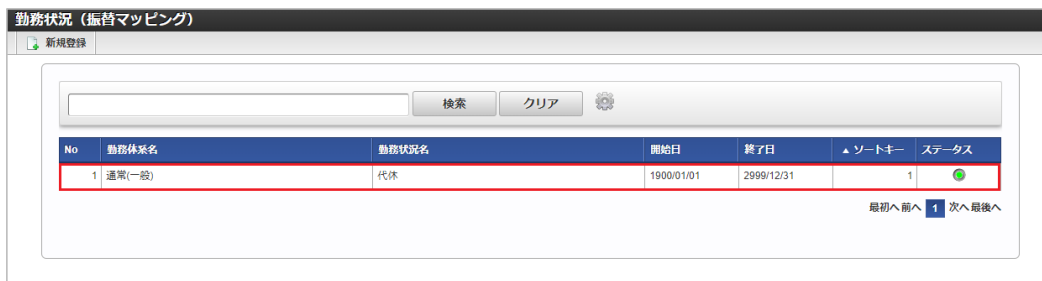 勤務状況（振替マッピング）
新規登録
検索 クリア
No 勤務体系名 勤務状況名 開始日 終了日 ▲ ソートキー ステータス
1 通常(一般) 代休 1900/01/01 2999/12/31 1
最初へ 前へ 1 次へ 最後へ